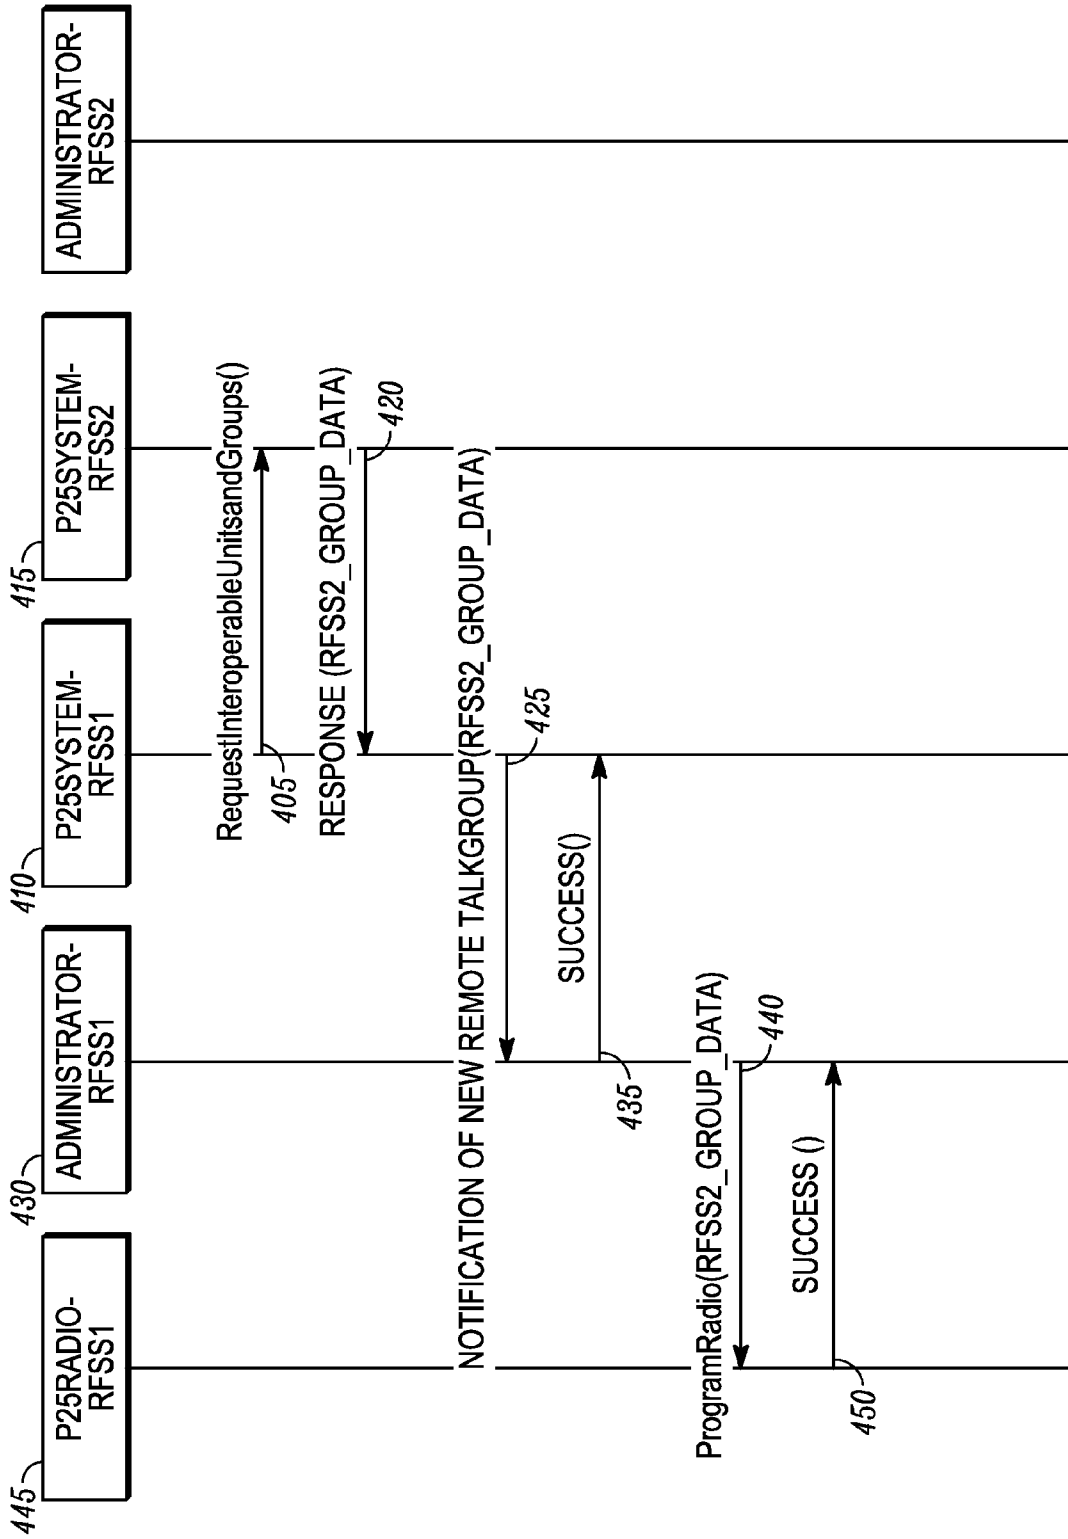 445
P25RADIO-
RFSS1
430
ADMINISTRATOR-
RFSS1
410
P25SYSTEM-
RFSS1
415
P25SYSTEM-
RFSS2
ADMINISTRATOR-
RFSS2
RequestInteroperableUnitsandGroups()
405
RESPONSE (RFSS2_GROUP_DATA)
420
NOTIFICATION OF NEW REMOTE TALKGROUP(RFSS2_GROUP_DATA)
425
SUCCESS()
435
ProgramRadio(RFSS2_GROUP_DATA)
440
SUCCESS ()
450